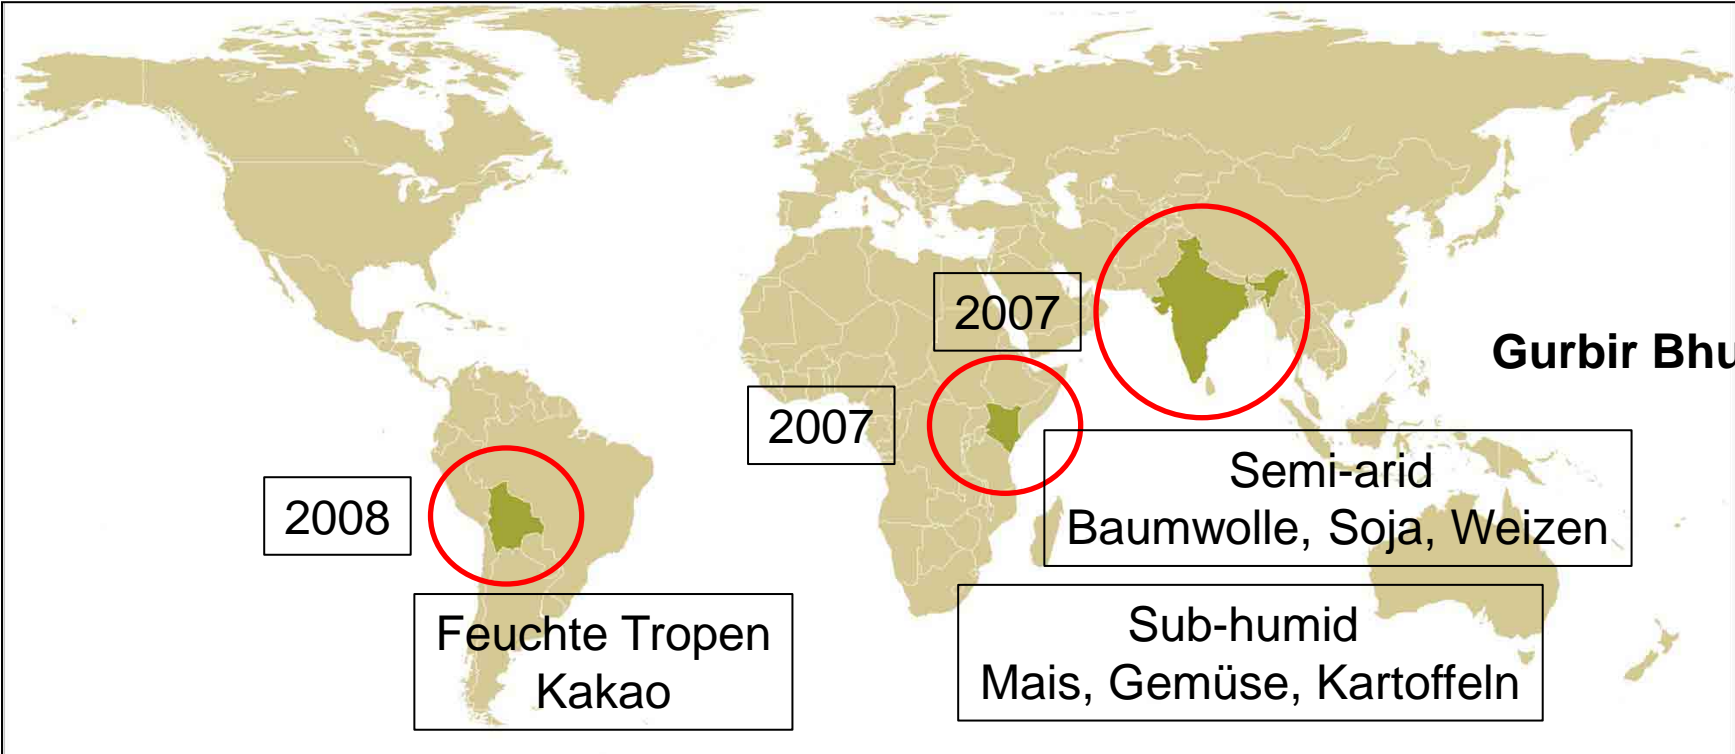 2007
Gurbir Bhu
2007
Semi-arid
Baumwolle, Soja, Weizen
2008
Feuchte Tropen
Kakao
Sub-humid
Mais, Gemüse, Kartoffeln